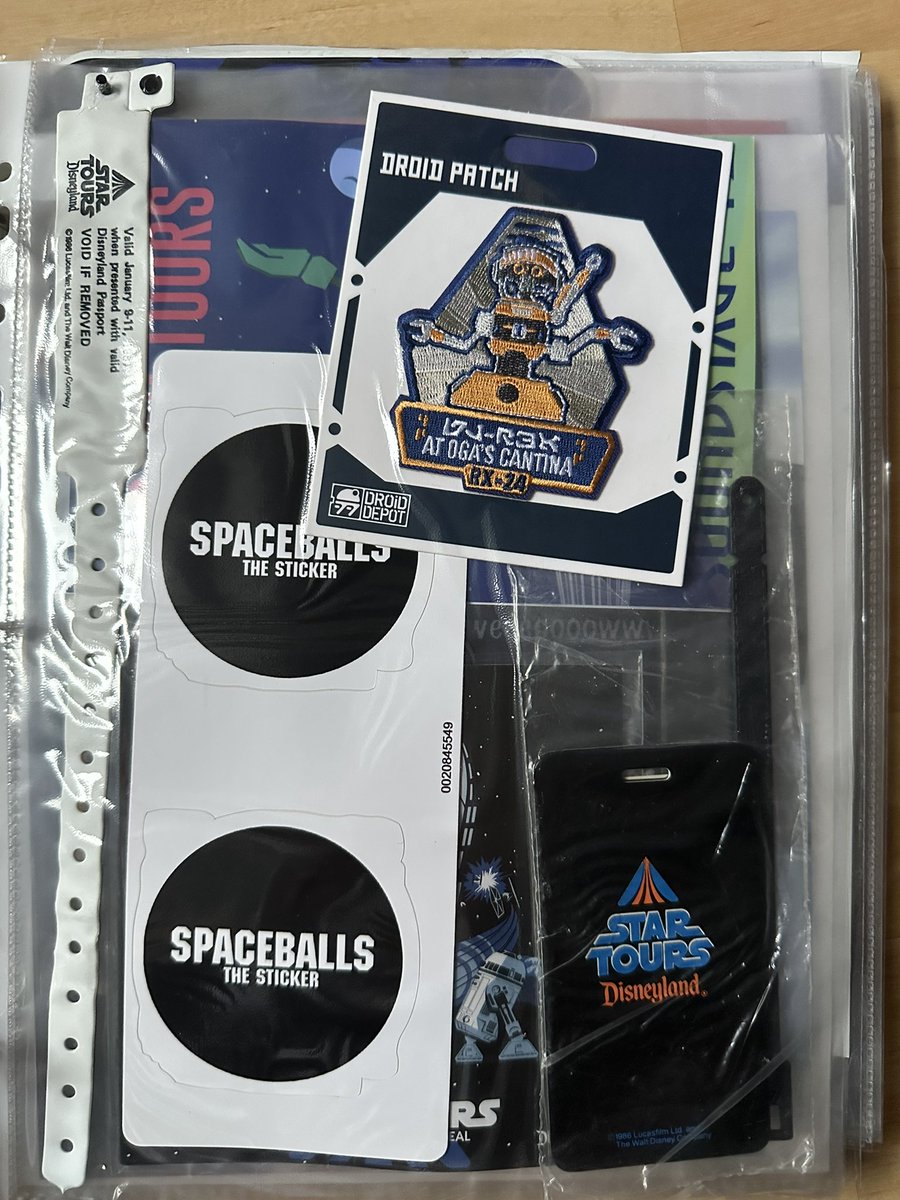 STAR
TOURS
Disneyland
©1986 Lucasfilm Ltd. and The Walt Disney Company
Valid January 9-11,
when presented with valid
Disneyland Passport
VOID IF REMOVED
TOURS
DROID PATCH
AT OGA'S CANTINA
RX-24
DROID
DEPOT
SPACEBALLS
THE STICKER
0020845549
SPACEBALLS
THE STICKER
STAR
TOURS
Disneyland®
©1986 Lucasfilm Ltd. and
The Walt Disney Company